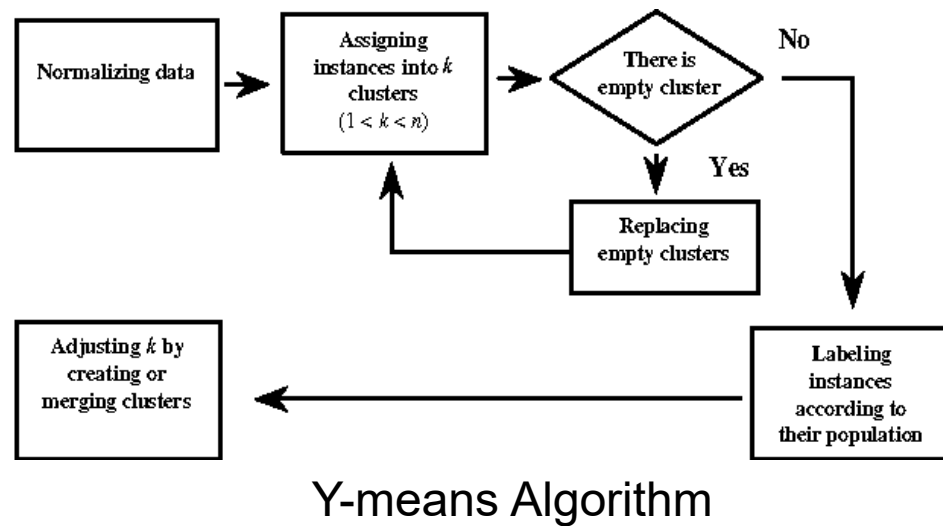 Normalizing data
Assigning
instances into k
clusters
(1 < k < n)
There is
empty cluster
No
Yes
Replacing
empty clusters
Labeling
instances
according to
their population
Adjusting k by
creating or
merging clusters
Y-means Algorithm